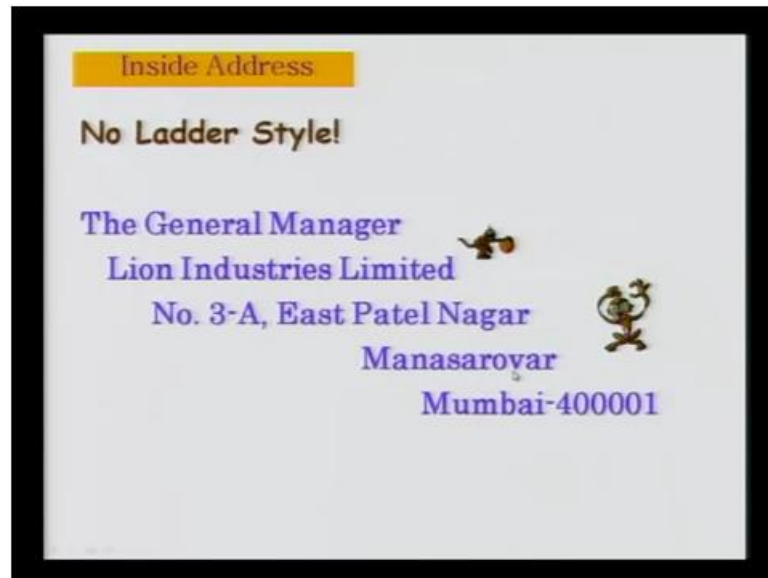 Inside Address
No Ladder Style!
The General Manager
Lion Industries Limited
No. 3-A, East Patel Nagar
Manasarovar
Mumbai-400001